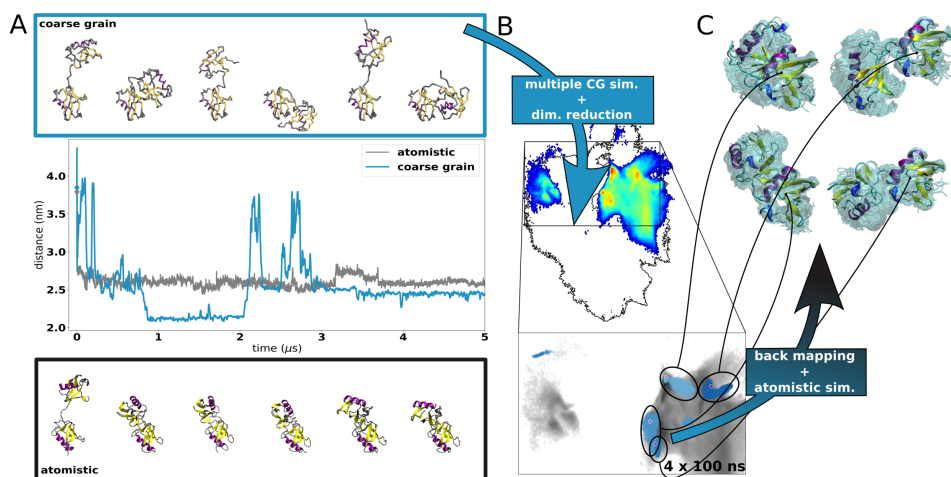 A
coarse grain
atomistic
coarse grain
4.0
3.5
3.0
2.5
2.0
distance (nm)
0
1
2
3
4
5
time (μs)
atomistic
B
multiple CG sim.
+
dim. reduction
back mapping
+
atomistic sim.
4 x 100 ns
C